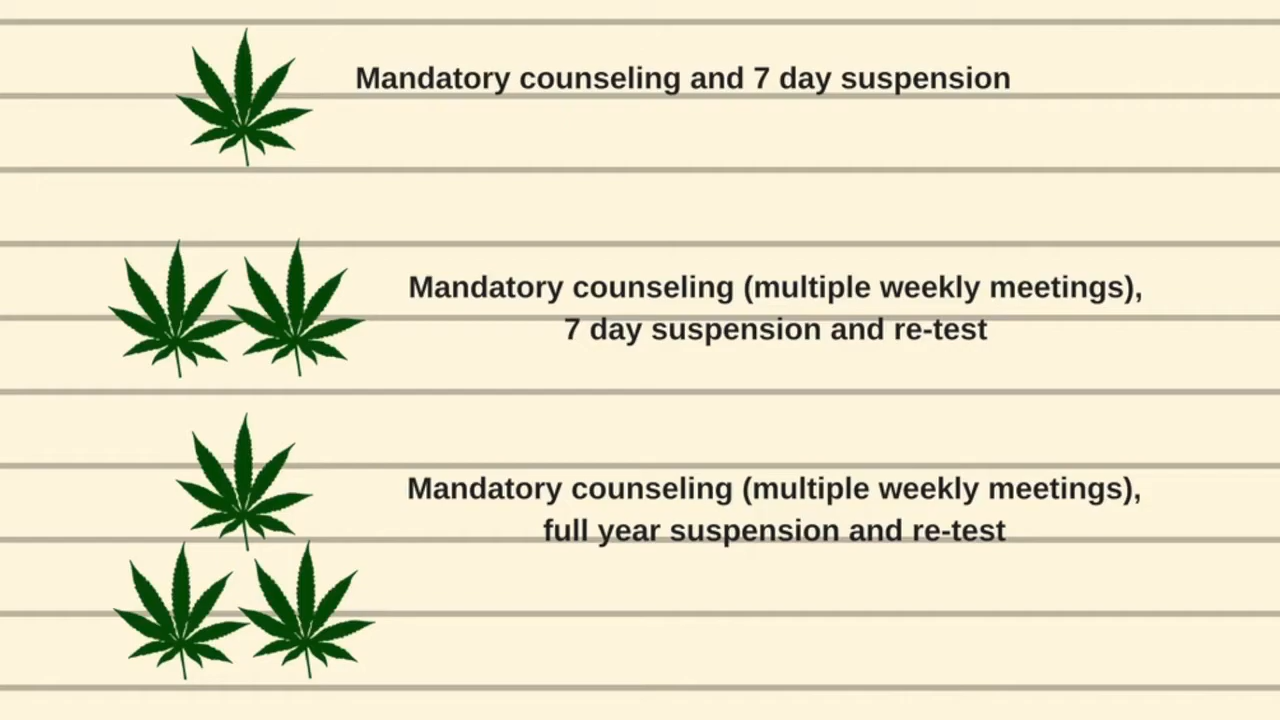 Mandatory counseling and 7 day suspension
Mandatory counseling (multiple weekly meetings),
7 day suspension and re-test
Mandatory counseling (multiple weekly meetings),
full year suspension and re-test